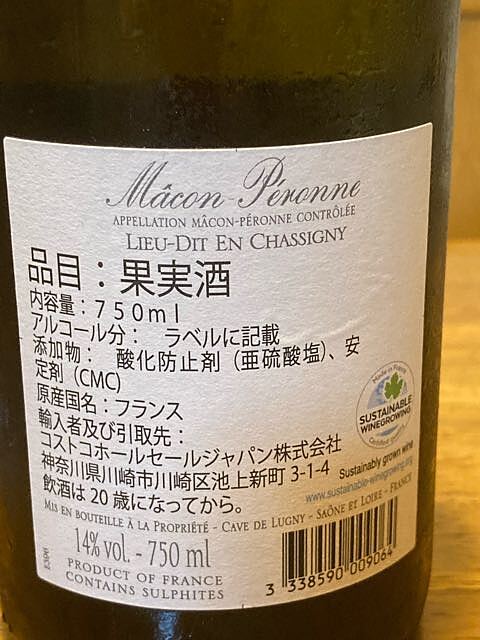 Mâcon-Péronne
APPELLATION MÂCON-PÉRONNE CONTRÔLÉE
LIEU-DIT EN CHASSIGNY
品目：果実酒
内容量：７５０ｍｌ
アルコール分：　ラベルに記載
添加物：　酸化防止剤（亜硫酸塩）、安
定剤（CMC）
原産国名：フランス
輸入者及び引取先：
コストコホールセールジャパン株式会社
神奈川県川崎市川崎区池上新町 3-1-4
飲酒は 20 歳になってから。
Made in France
SUSTAINABLE
WINEGROWING
Certified
Sustainably grown wine
www.sustainable-winegrowing.org
MIS EN BOUTEILLE À LA PROPRIÉTÉ - CAVE DE LUGNY - SAÔNE ET LOIRE - FRANCE
14% vol. - 750 ml
PRODUCT OF FRANCE
CONTAINS SULPHITES
3 338590 009064